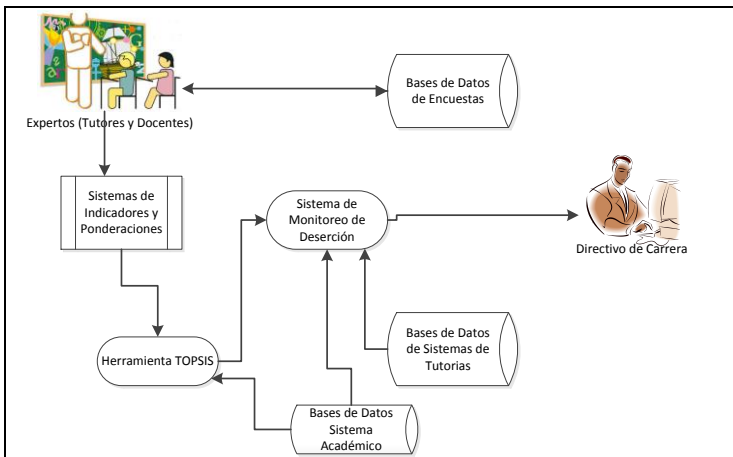 Expertos (Tutores y Docentes)
Bases de Datos
de Encuestas
Sistemas de
Indicadores y
Ponderaciones
Sistema de
Monitoreo de
Deserción
Directivo de Carrera
Herramienta TOPSIS
Bases de Datos
de Sistemas de
Tutorias
Bases de Datos
Sistema
Académico